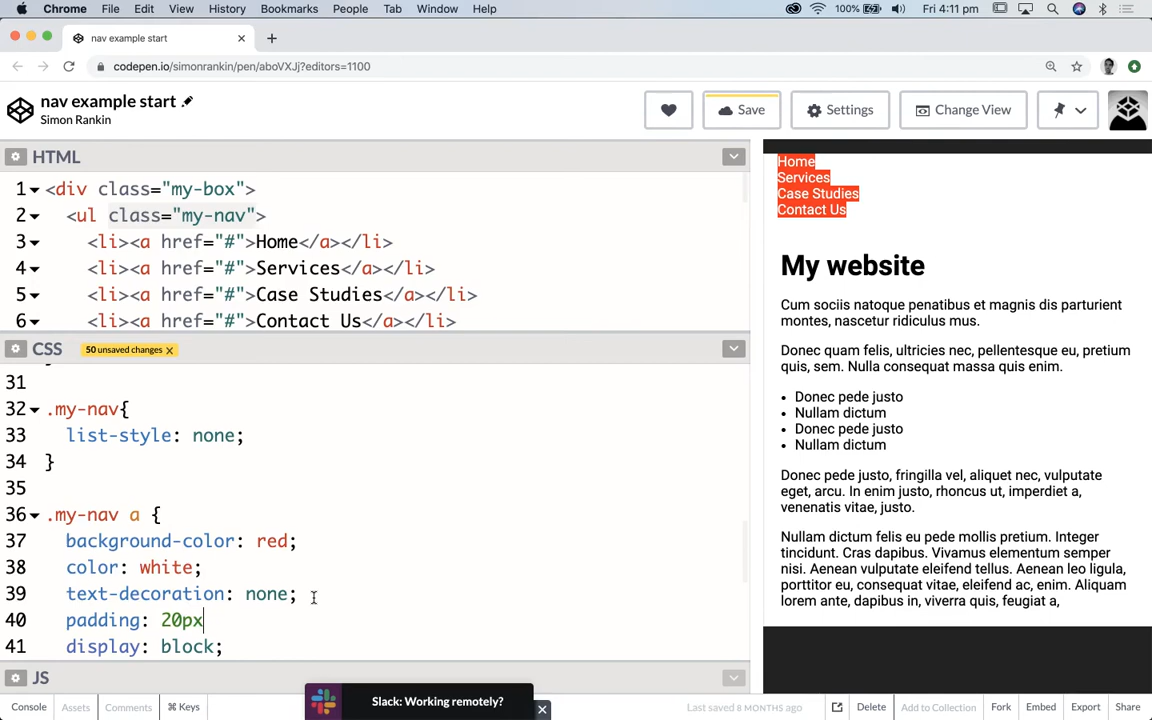 Chrome File Edit View History Bookmarks People Tab Window Help 100% Fri 4:11 pm
nav example start
codepen.io/simonrankin/pen/aboVXJj?editors=1100
nav example start
Simon Rankin
Save Settings Change View
HTML
1 <div class="my-box">
2 <ul class="my-nav">
3 <li><a href="#">Home</a></li>
4 <li><a href="#">Services</a></li>
5 <li><a href="#">Case Studies</a></li>
6 <li><a href="#">Contact Us</a></li>
CSS 50 unsaved changes x
31
32 .my-nav{
33 list-style: none;
34 }
35
36 .my-nav a {
37 background-color: red;
38 color: white;
39 text-decoration: none;
40 padding: 20px
41 display: block;
JS
Home
Services
Case Studies
Contact Us
My website
Cum sociis natoque penatibus et magnis dis parturient
montes, nascetur ridiculus mus.
Donec quam felis, ultricies nec, pellentesque eu, pretium
quis, sem. Nulla consequat massa quis enim.
• Donec pede justo
• Nullam dictum
• Donec pede justo
• Nullam dictum
Donec pede justo, fringilla vel, aliquet nec, vulputate
eget, arcu. In enim justo, rhoncus ut, imperdiet a,
venenatis vitae, justo.
Nullam dictum felis eu pede mollis pretium. Integer
tincidunt. Cras dapibus. Vivamus elementum semper
nisi. Aenean vulputate eleifend tellus. Aenean leo ligula,
porttitor eu, consequat vitae, eleifend ac, enim. Aliquam
lorem ante, dapibus in, viverra quis, feugiat a,
Slack: Working remotely?
Console Assets Comments ⌘ Keys Last saved 8 MONTHS AGO Delete Add to Collection Fork Embed Export Share